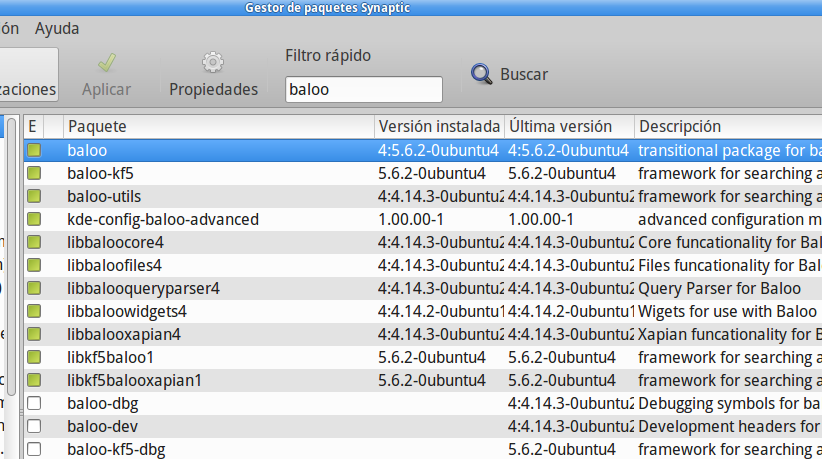 Gestor de paquetes Synaptic
ón Ayuda
Filtro rápido
zaciones Aplicar Propiedades baloo Buscar
E Paquete Versión instalada Última versión Descripción
baloo 4:5.6.2-0ubuntu4 4:5.6.2-0ubuntu4 transitional package for ba
baloo-kf5 5.6.2-0ubuntu4 5.6.2-0ubuntu4 framework for searching a
baloo-utils 4:4.14.3-0ubuntu2 4:4.14.3-0ubuntu2 framework for searching a
kde-config-baloo-advanced 1.00.00-1 1.00.00-1 advanced configuration m
libbaloocore4 4:4.14.3-0ubuntu2 4:4.14.3-0ubuntu2 Core funcationality for Bal
libbaloofiles4 4:4.14.3-0ubuntu2 4:4.14.3-0ubuntu2 Files funcationality for Bal
libbalooqueryparser4 4:4.14.3-0ubuntu2 4:4.14.3-0ubuntu2 Query Parser for Baloo
libbaloowidgets4 4:4.14.2-0ubuntu1 4:4.14.2-0ubuntu1 Wigets for use with Baloo
libbalooxapian4 4:4.14.3-0ubuntu2 4:4.14.3-0ubuntu2 Xapian funcationality for B
libkf5baloo1 5.6.2-0ubuntu4 5.6.2-0ubuntu4 framework for searching a
libkf5balooxapian1 5.6.2-0ubuntu4 5.6.2-0ubuntu4 framework for searching a
baloo-dbg 4:4.14.3-0ubuntu2 Debugging symbols for ba
baloo-dev 4:4.14.3-0ubuntu2 Development headers for
baloo-kf5-dbg 5.6.2-0ubuntu4 framework for searching a